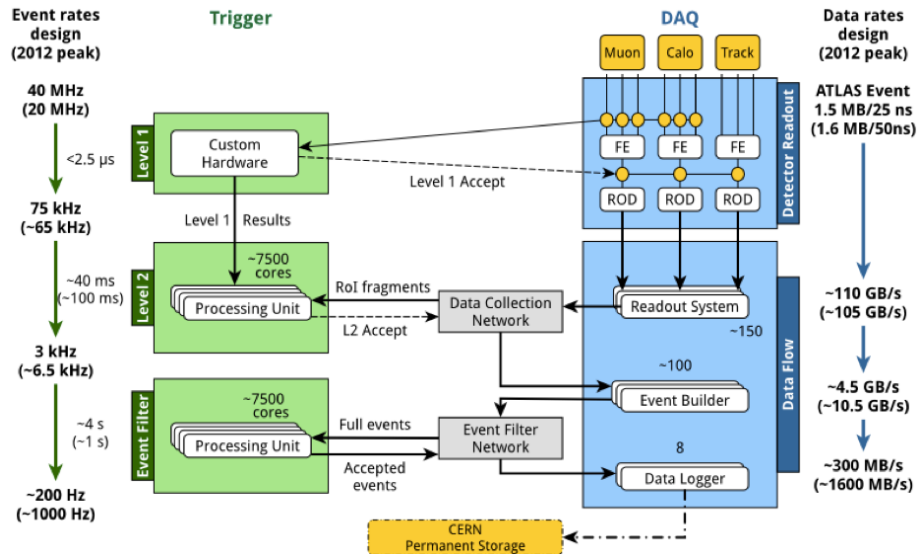 Event rates
design
(2012 peak)
Trigger
DAQ
Data rates
design
(2012 peak)
Muon
Calo
Track
40 MHz
(20 MHz)
ATLAS Event
1.5 MB/25 ns
(1.6 MB/50ns)
Level 1
Custom
Hardware
FE
FE
FE
Detector Readout
<2.5 μs
Level 1 Accept
ROD
ROD
ROD
75 kHz
(~65 kHz)
Level 1
Results
~7500
cores
Level 2
Processing Unit
~40 ms
(~100 ms)
RoI fragments
L2 Accept
Data Collection
Network
Readout System
~150
~110 GB/s
(~105 GB/s)
3 kHz
(~6.5 kHz)
~100
Event Builder
Data Flow
~4.5 GB/s
(~10.5 GB/s)
Event Filter
~7500
cores
Processing Unit
~4 s
(~1 s)
Full events
Accepted
events
Event Filter
Network
8
Data Logger
~300 MB/s
(~1600 MB/s)
~200 Hz
(~1000 Hz)
CERN
Permanent Storage